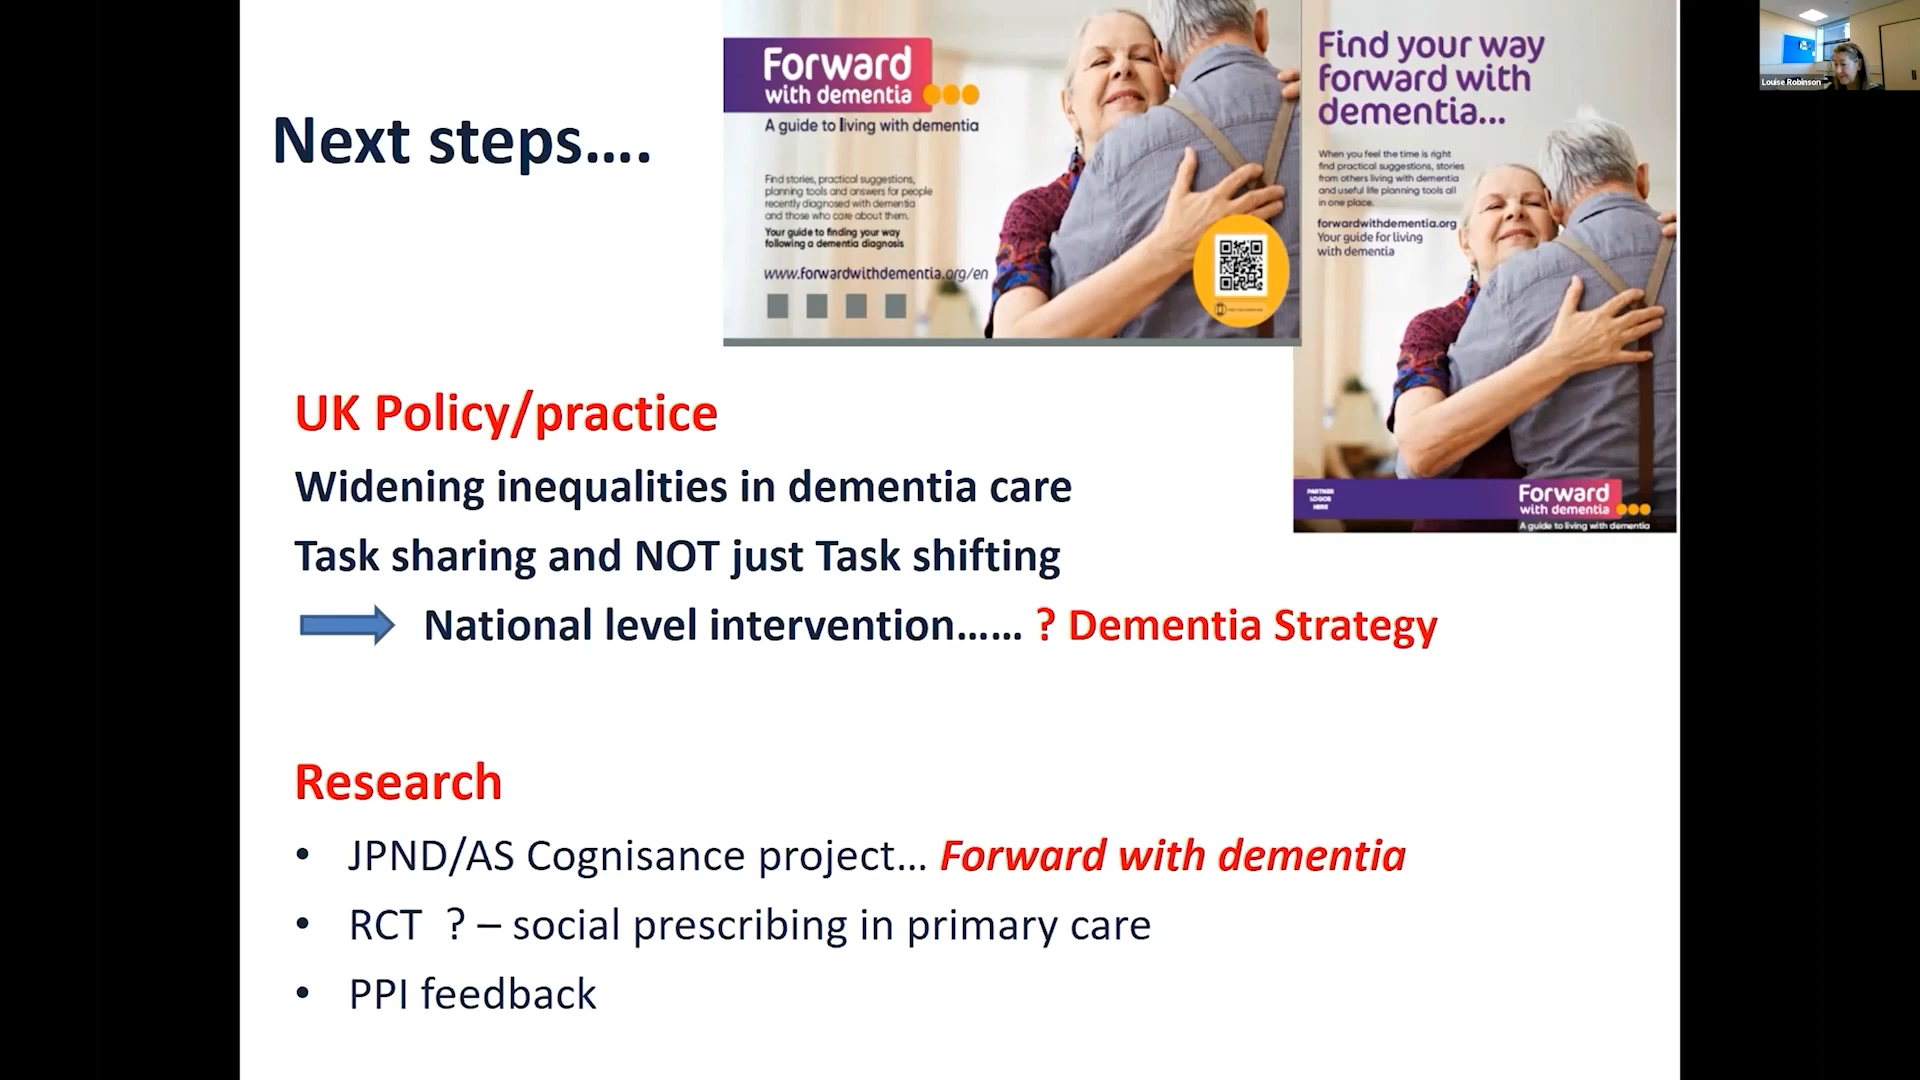 Next steps….
Forward
with dementia
A guide to living with dementia
Find stories, practical suggestions,
planning tools and answers for people
recently diagnosed with dementia
and those who care about them.
Your guide to finding your way
following a dementia diagnosis
www.forwardwithdementia.org/en
Find your way
forward with
dementia...
When you feel the time is right
find practical suggestions, stories
from others living with dementia
and useful life planning tools all
in one place.
forwardwithdementia.org
Your guide for living
with dementia
PARTNER
LOGOS
HERE
Forward
with dementia
A guide to living with dementia
Louise Robinson
UK Policy/practice
Widening inequalities in dementia care
Task sharing and NOT just Task shifting
National level intervention…… ? Dementia Strategy
Research
• JPND/AS Cognisance project… Forward with dementia
• RCT ? – social prescribing in primary care
• PPI feedback